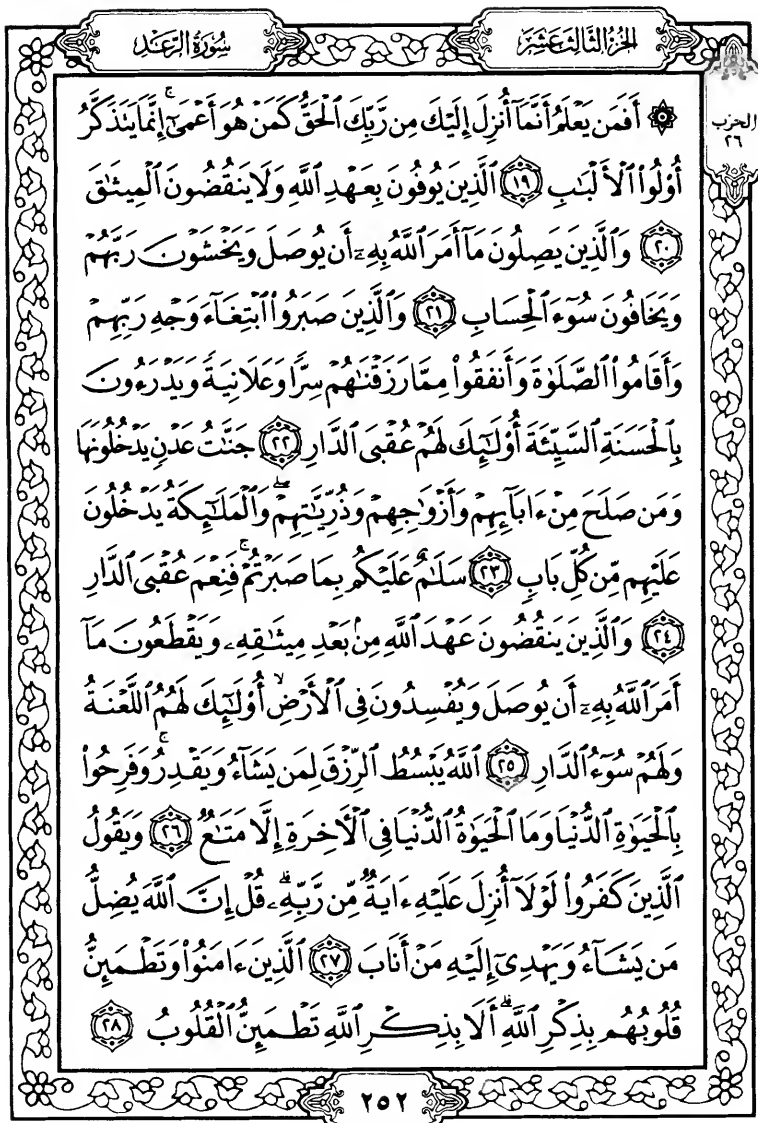 الجزء الثالث عشر
سورة الرعد
الحزب
٢٦
۞ أَفَمَن يَعْلَمُ أَنَّمَآ أُنزِلَ إِلَيْكَ مِن رَّبِّكَ ٱلْحَقُّ كَمَنْ هُوَ أَعْمَىٰٓ ۚ إِنَّمَا يَتَذَكَّرُ
أُو۟لُوا۟ ٱلْأَلْبَٰبِ ١٩ ٱلَّذِينَ يُوفُونَ بِعَهْدِ ٱللَّهِ وَلَا يَنقُضُونَ ٱلْمِيثَٰقَ
٢٠ وَٱلَّذِينَ يَصِلُونَ مَآ أَمَرَ ٱللَّهُ بِهِۦٓ أَن يُوصَلَ وَيَخْشَوْنَ رَبَّهُمْ
وَيَخَافُونَ سُوٓءَ ٱلْحِسَابِ ٢١ وَٱلَّذِينَ صَبَرُوا۟ ٱبْتِغَآءَ وَجْهِ رَبِّهِمْ
وَأَقَامُوا۟ ٱلصَّلَوٰةَ وَأَنفَقُوا۟ مِمَّا رَزَقْنَٰهُمْ سِرًّا وَعَلَانِيَةً وَيَدْرَءُونَ
بِٱلْحَسَنَةِ ٱلسَّيِّئَةَ أُو۟لَٰٓئِكَ لَهُمْ عُقْبَى ٱلدَّارِ ٢٢ جَنَّٰتُ عَدْنٍ يَدْخُلُونَهَا
وَمَن صَلَحَ مِنْ ءَابَآئِهِمْ وَأَزْوَٰجِهِمْ وَذُرِّيَّٰتِهِمْ ۖ وَٱلْمَلَٰٓئِكَةُ يَدْخُلُونَ
عَلَيْهِم مِّن كُلِّ بَابٍ ٢٣ سَلَٰمٌ عَلَيْكُم بِمَا صَبَرْتُمْ ۚ فَنِعْمَ عُقْبَى ٱلدَّارِ
٢٤ وَٱلَّذِينَ يَنقُضُونَ عَهْدَ ٱللَّهِ مِنۢ بَعْدِ مِيثَٰقِهِۦ وَيَقْطَعُونَ مَآ
أَمَرَ ٱللَّهُ بِهِۦٓ أَن يُوصَلَ وَيُفْسِدُونَ فِى ٱلْأَرْضِ ۙ أُو۟لَٰٓئِكَ لَهُمُ ٱللَّعْنَةُ
وَلَهُمْ سُوٓءُ ٱلدَّارِ ٢٥ ٱللَّهُ يَبْسُطُ ٱلرِّزْقَ لِمَن يَشَآءُ وَيَقْدِرُ ۚ وَفَرِحُوا۟
بِٱلْحَيَوٰةِ ٱلدُّنْيَا وَمَا ٱلْحَيَوٰةُ ٱلدُّنْيَا فِى ٱلْءَاخِرَةِ إِلَّا مَتَٰعٌ ٢٦ وَيَقُولُ
ٱلَّذِينَ كَفَرُوا۟ لَوْلَآ أُنزِلَ عَلَيْهِ ءَايَةٌ مِّن رَّبِّهِۦ ۗ قُلْ إِنَّ ٱللَّهَ يُضِلُّ
مَن يَشَآءُ وَيَهْدِىٓ إِلَيْهِ مَنْ أَنَابَ ٢٧ ٱلَّذِينَ ءَامَنُوا۟ وَتَطْمَئِنُّ
قُلُوبُهُم بِذِكْرِ ٱللَّهِ ۗ أَلَا بِذِكْرِ ٱللَّهِ تَطْمَئِنُّ ٱلْقُلُوبُ ٢٨
٢٥٢